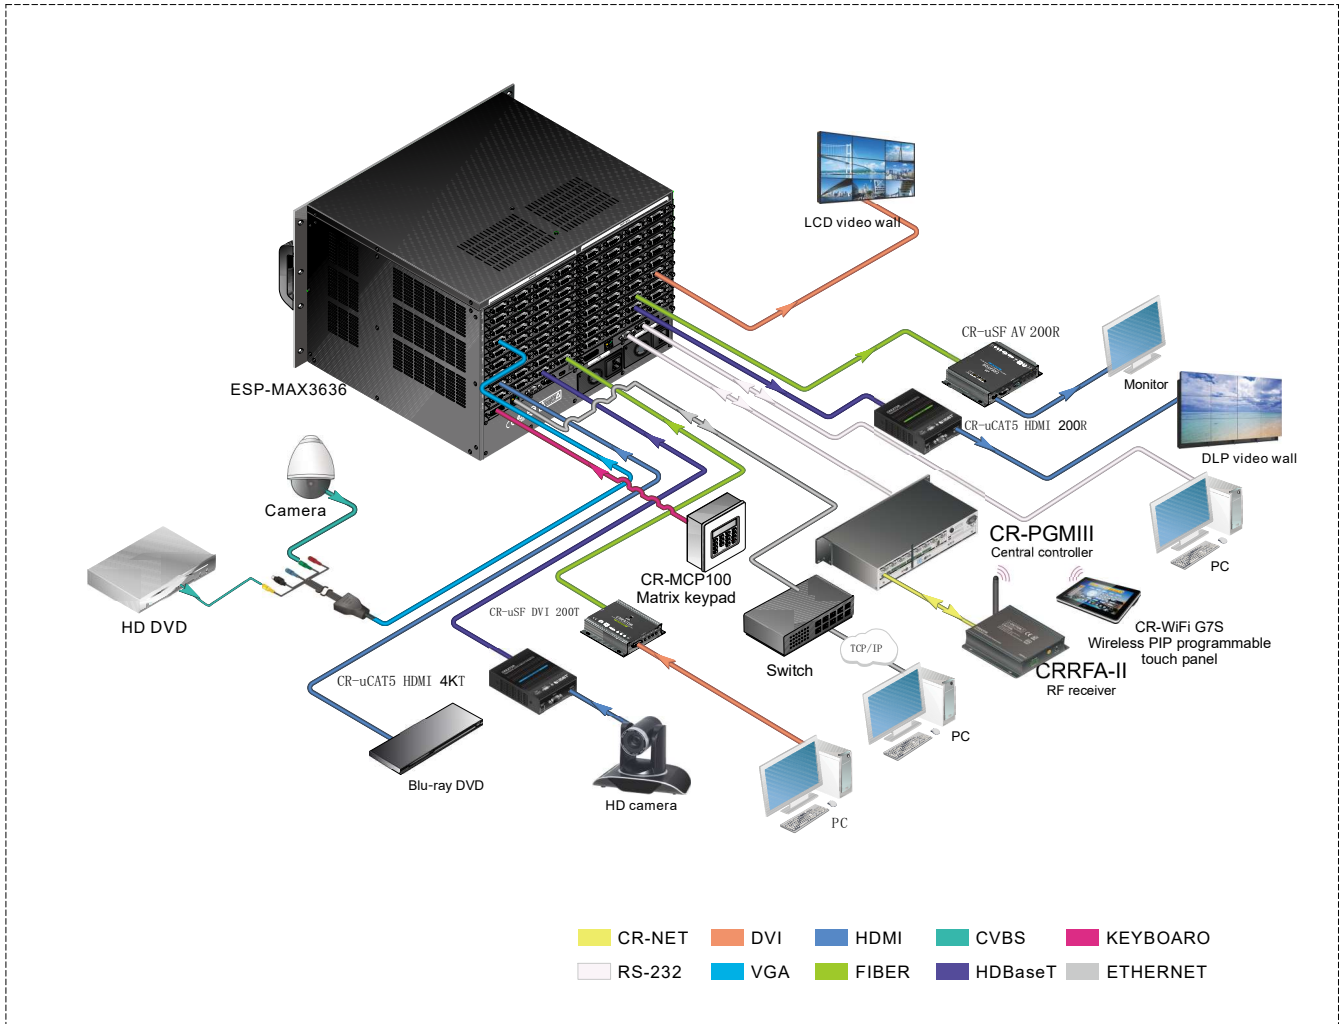 LCD video wall
CR-uSF AV 200R
ESP-MAX3636
Monitor
CR-uCAT5 HDMI 200R
DLP video wall
Camera
CR-PGMIII
Central controller
PC
CR-MCP100
Matrix keypad
HD DVD
CR-uSF DVI 200T
CR-WiFi G7S
Wireless PIP programmable
touch panel
TCP/IP
Switch
CRRFA-II
RF receiver
CR-uCAT5 HDMI 4KT
PC
Blu-ray DVD
HD camera
PC
CR-NET
DVI
HDMI
CVBS
KEYBOARO
RS-232
VGA
FIBER
HDBaseT
ETHERNET